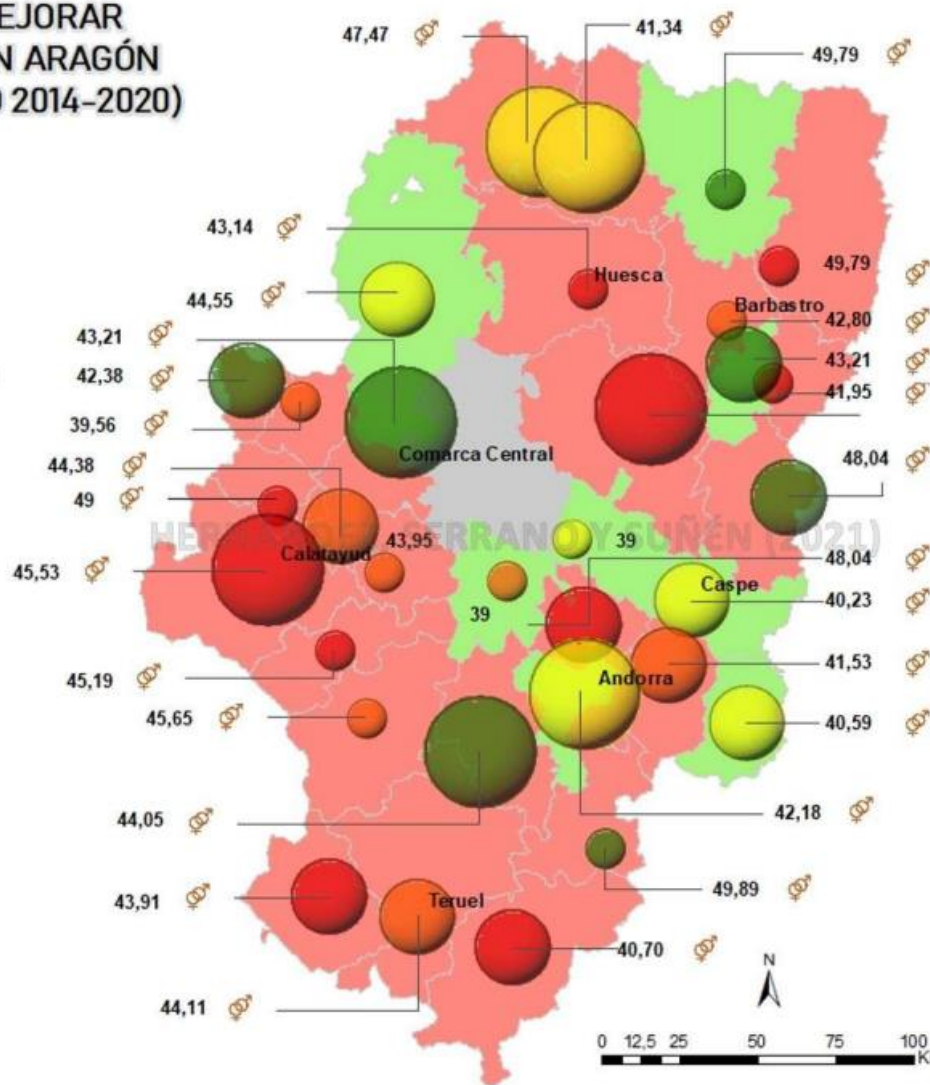 EJORAR
N ARAGÓN
2014-2020)
47,47
41,34
49,79
43,14
Huesca
49,79
44,55
Barbastro
42,80
43,21
43,21
42,38
41,95
39,56
Comarca Central
44,38
48,04
49
HERNÁNDEZ, SERRANO Y SUÑÉN (2021)
43,95
39
Calatayud
48,04
45,53
Caspe
40,23
39
41,53
Andorra
45,19
40,59
45,65
42,18
44,05
49,89
43,91
Teruel
40,70
N
44,11
0 12,5 25 50 75 100
K